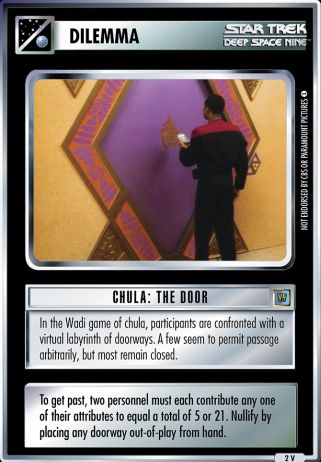 DILEMMA
STAR TREK
DEEP SPACE NINE
NOT ENDORSED BY CBS OR PARAMOUNT PICTURES
CHULA: THE DOOR
In the Wadi game of chula, participants are confronted with a
virtual labyrinth of doorways. A few seem to permit passage
arbitrarily, but most remain closed.
To get past, two personnel must each contribute any one
of their attributes to equal a total of 5 or 21. Nullify by
placing any doorway out-of-play from hand.
2 V